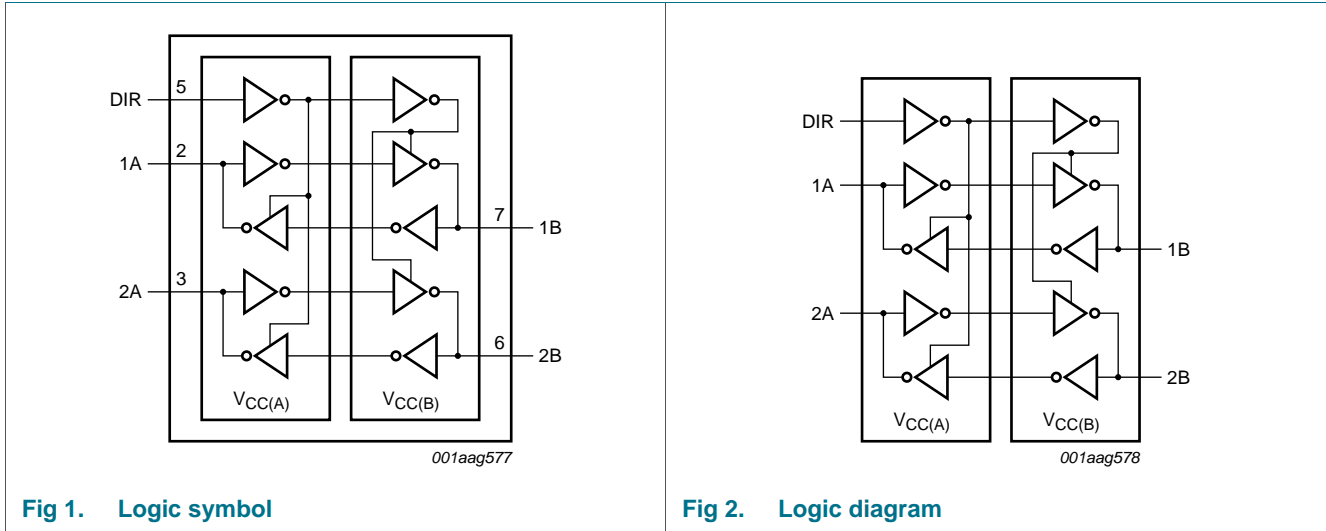 DIR 5
1A 2
7 1B
2A 3
6 2B
VCC(A) VCC(B)
001aag577
Fig 1. Logic symbol
DIR
1A
1B
2A
2B
VCC(A) VCC(B)
001aag578
Fig 2. Logic diagram